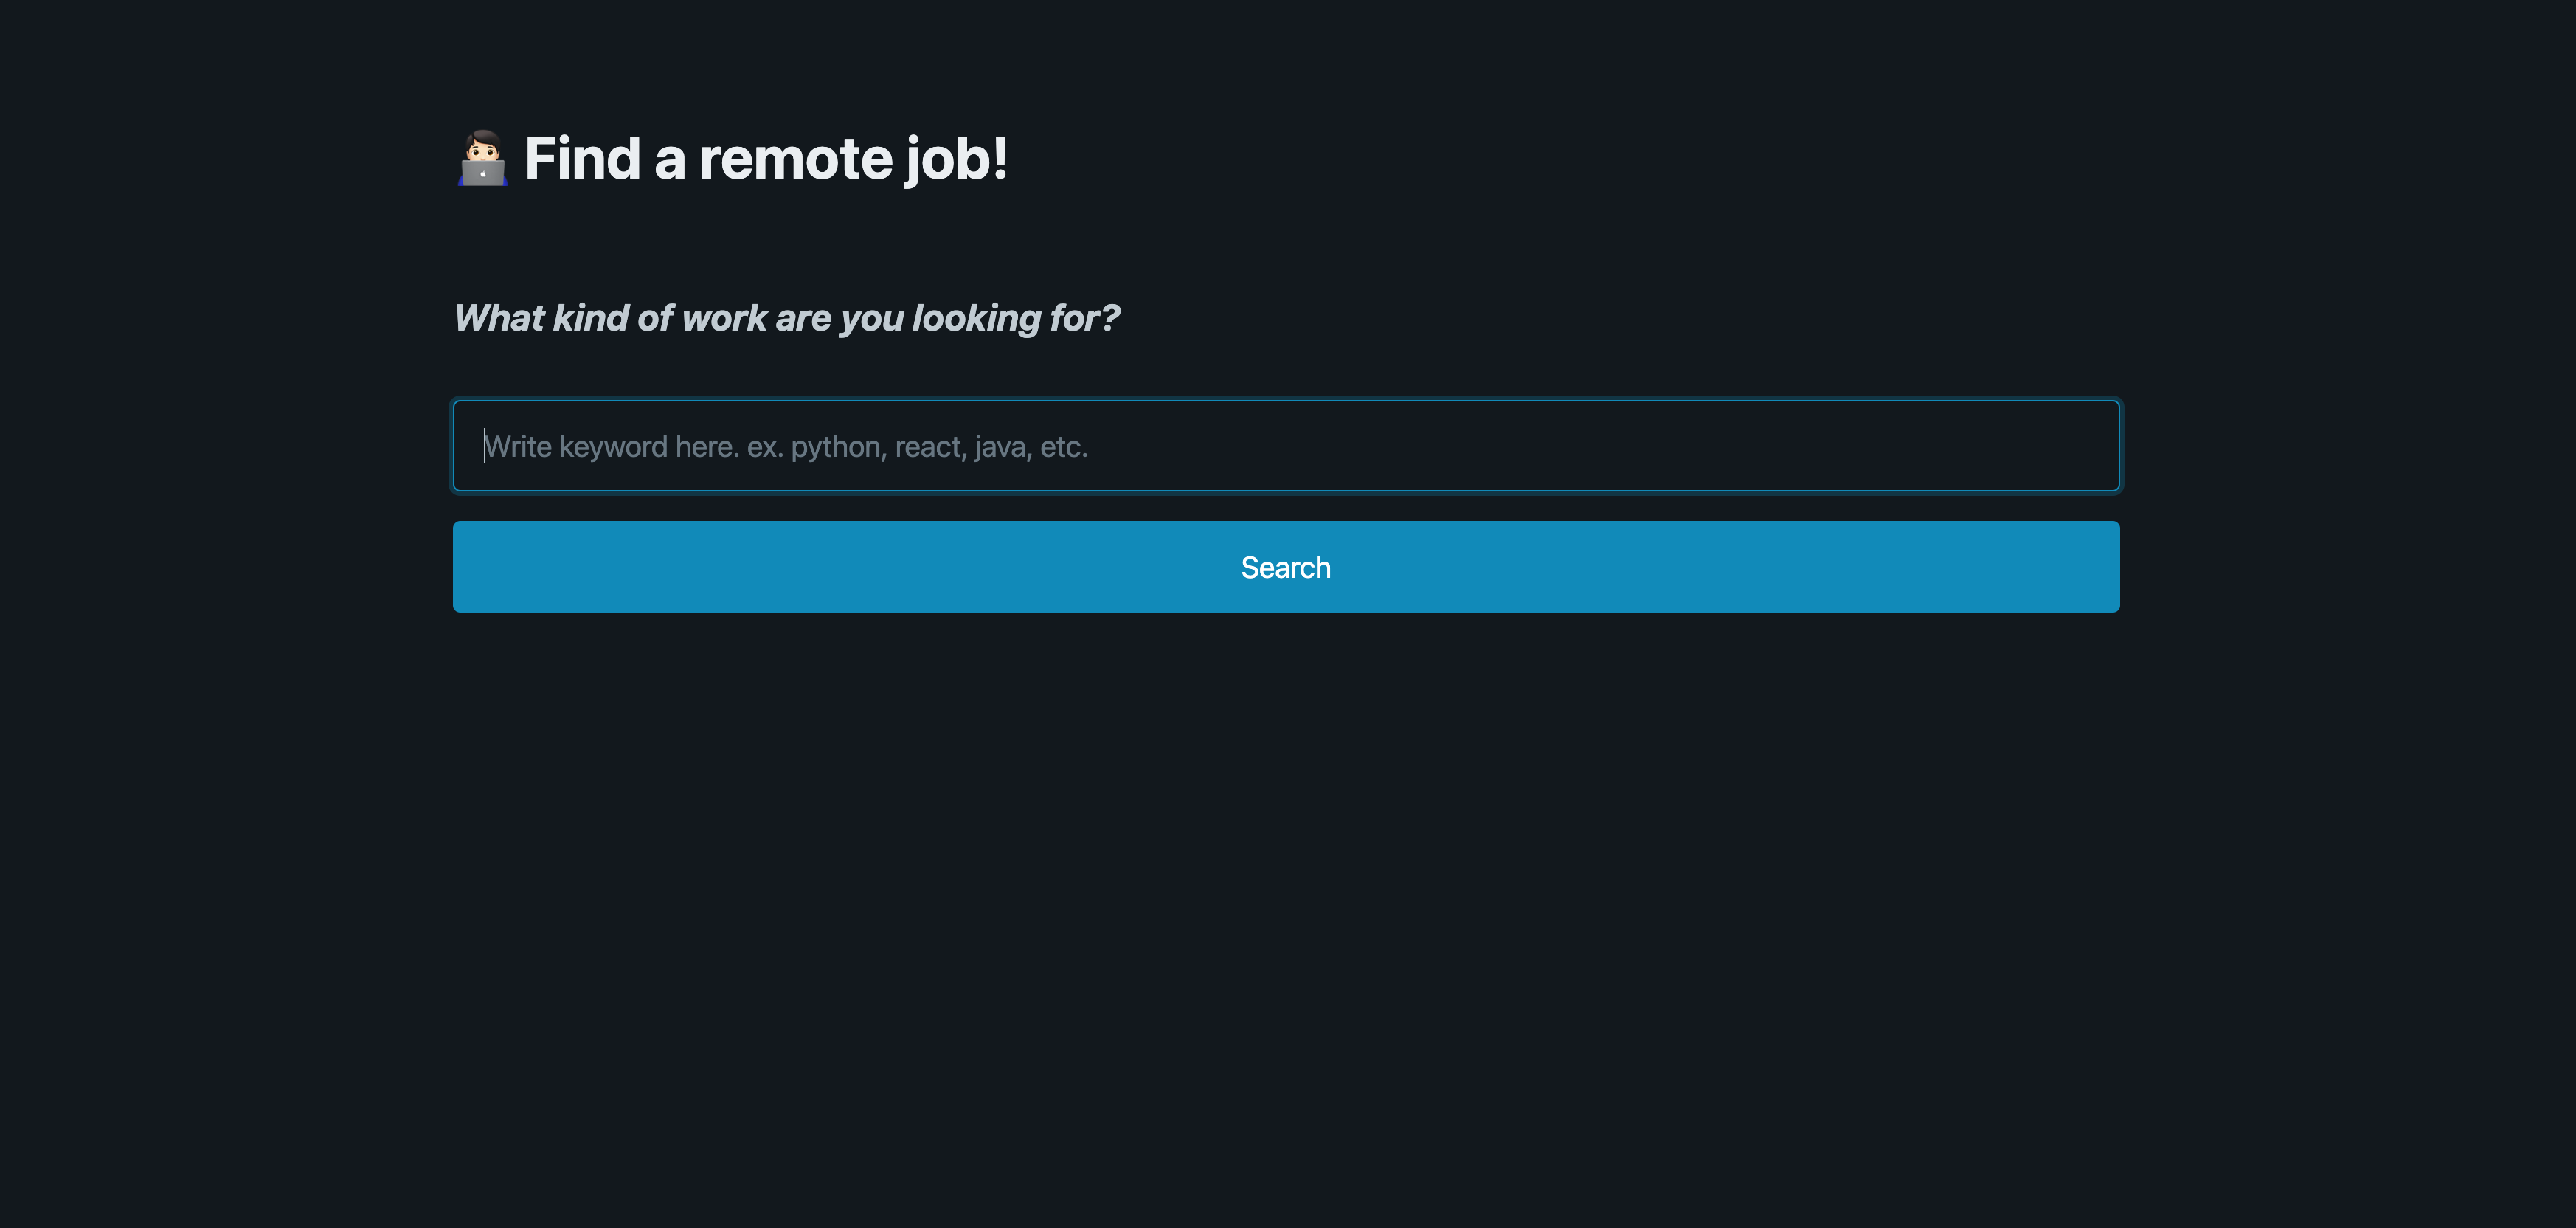 🧑🏻‍💻 Find a remote job!
What kind of work are you looking for?
Write keyword here. ex. python, react, java, etc.
Search